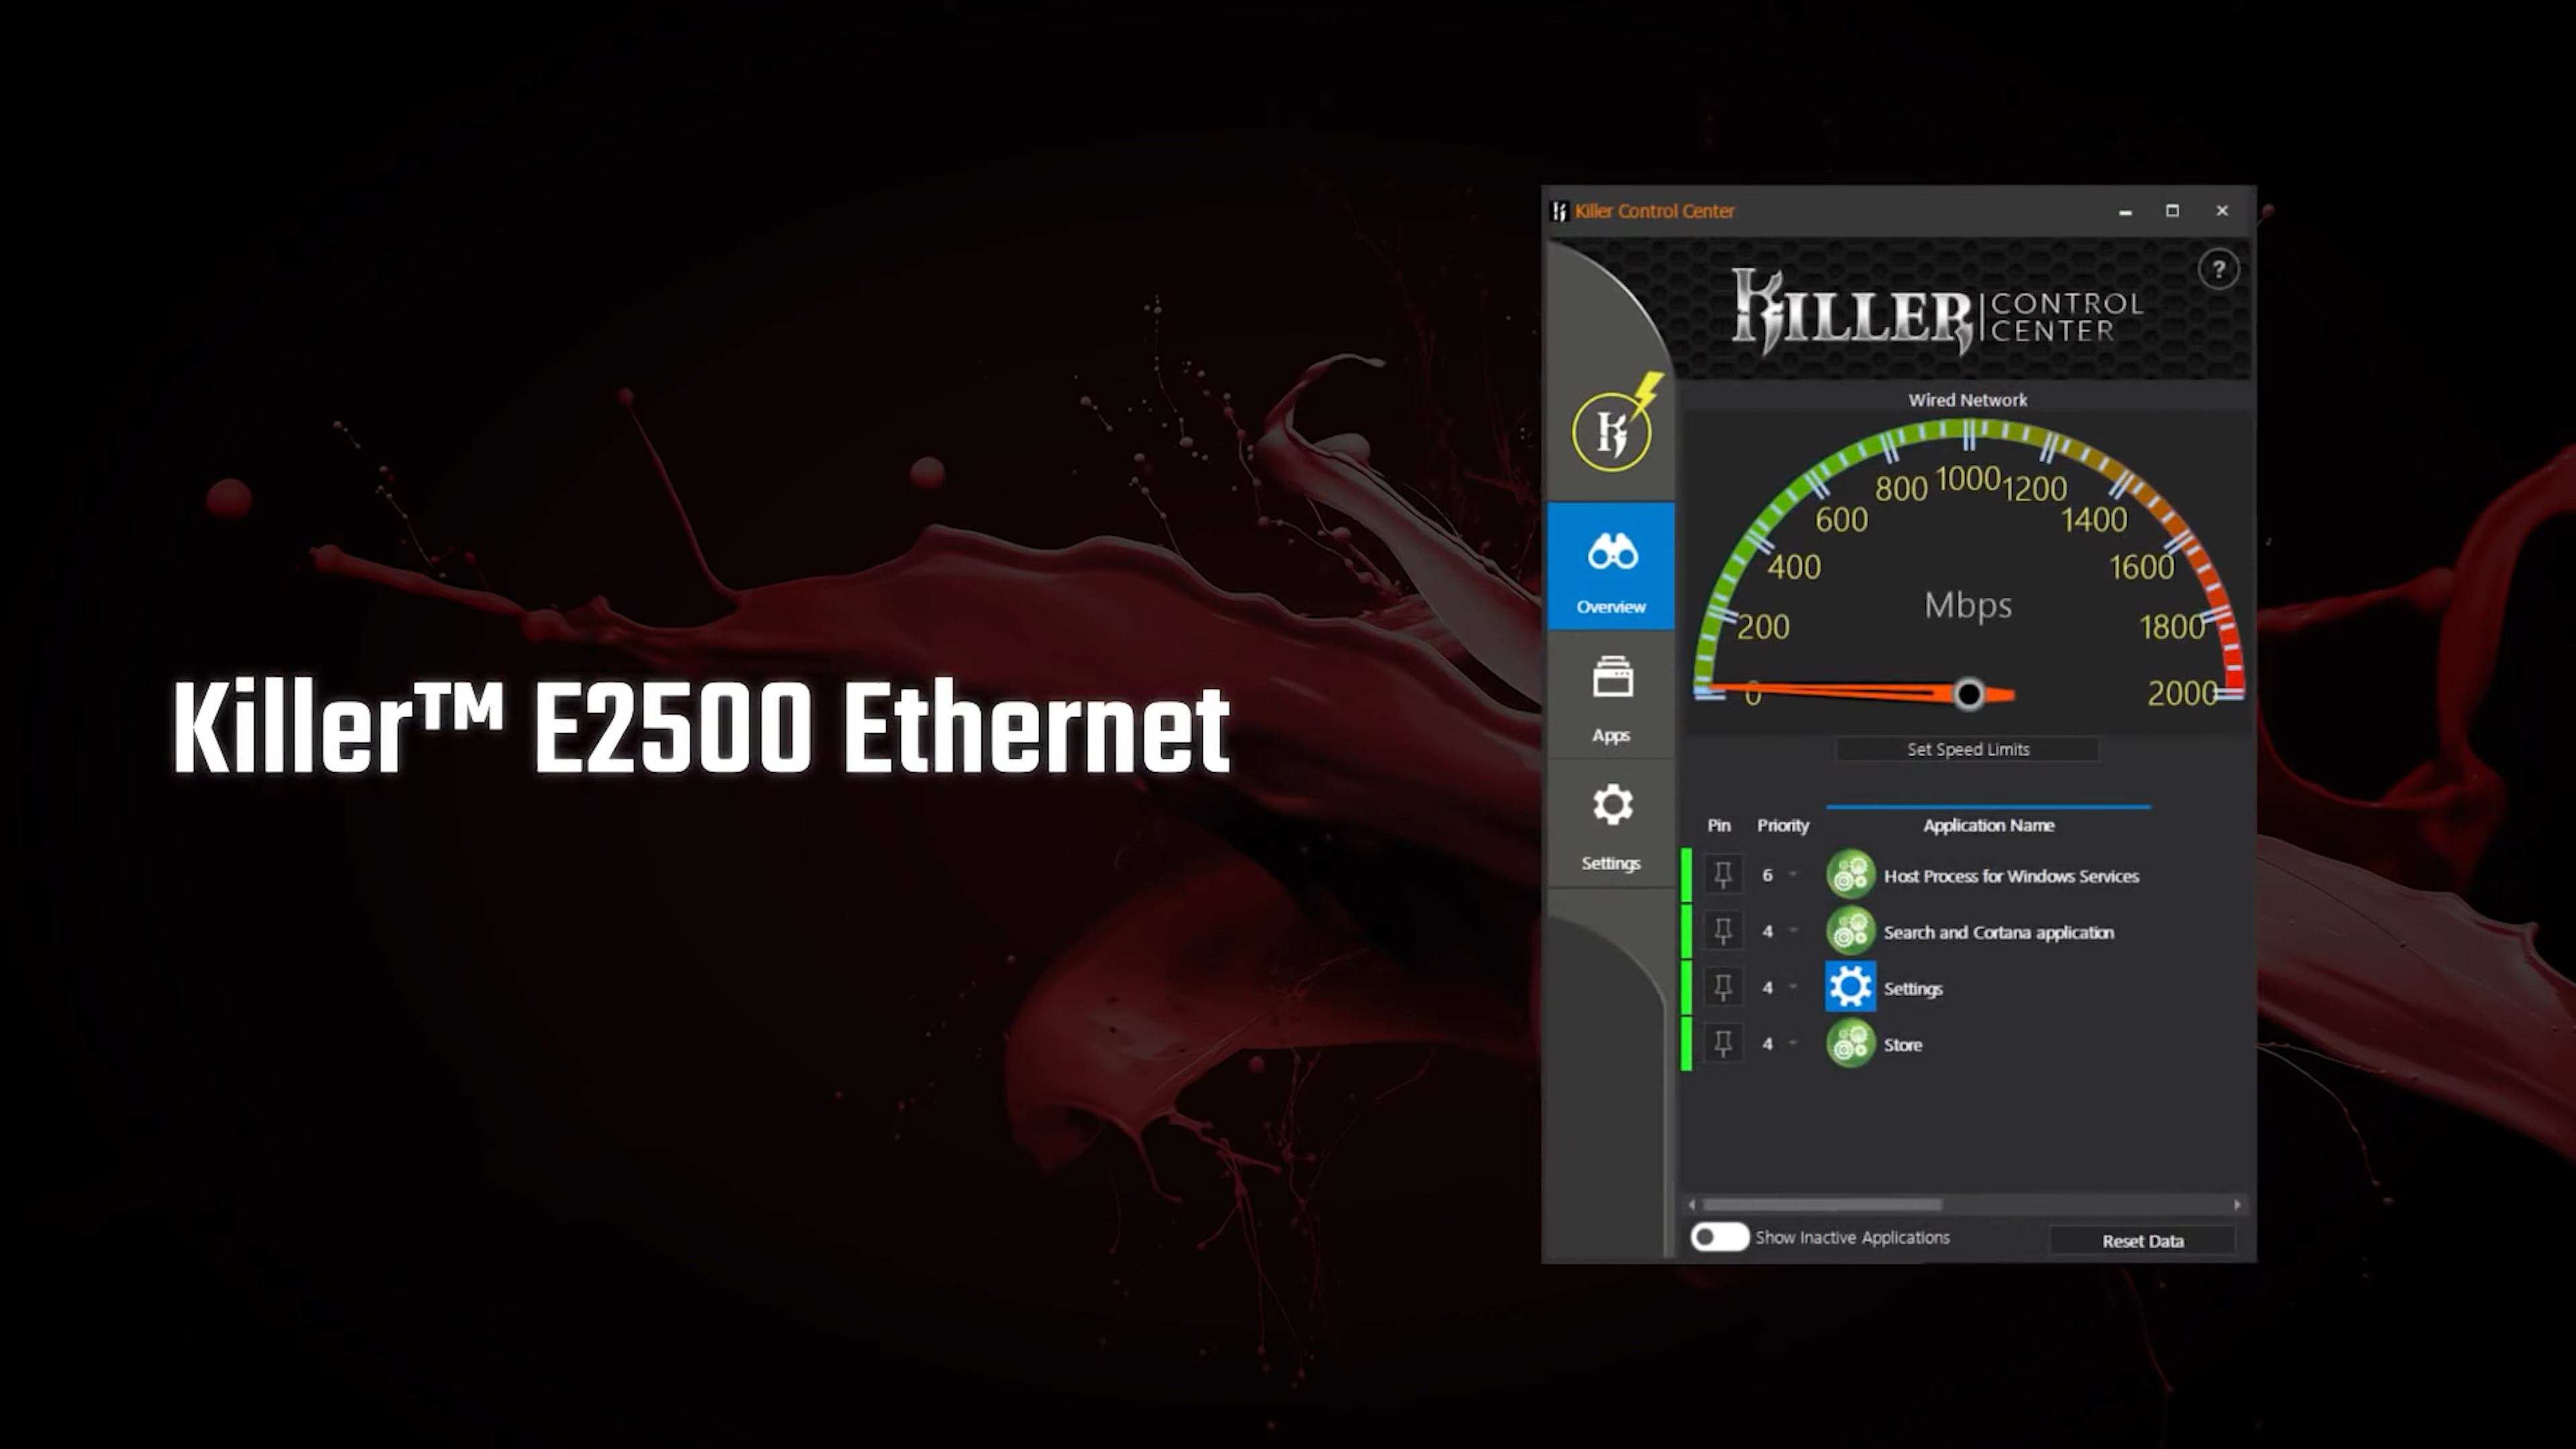 Killer™ E2500 Ethernet
Killer Control Center
KILLER CONTROL CENTER
?
Wired Network
0
200
400
600
800
1000
1200
1400
1600
1800
2000
Mbps
Set Speed Limits
Overview
Apps
Settings
Pin Priority Application Name
6 Host Process for Windows Services
4 Search and Cortana application
4 Settings
4 Store
Show Inactive Applications
Reset Data